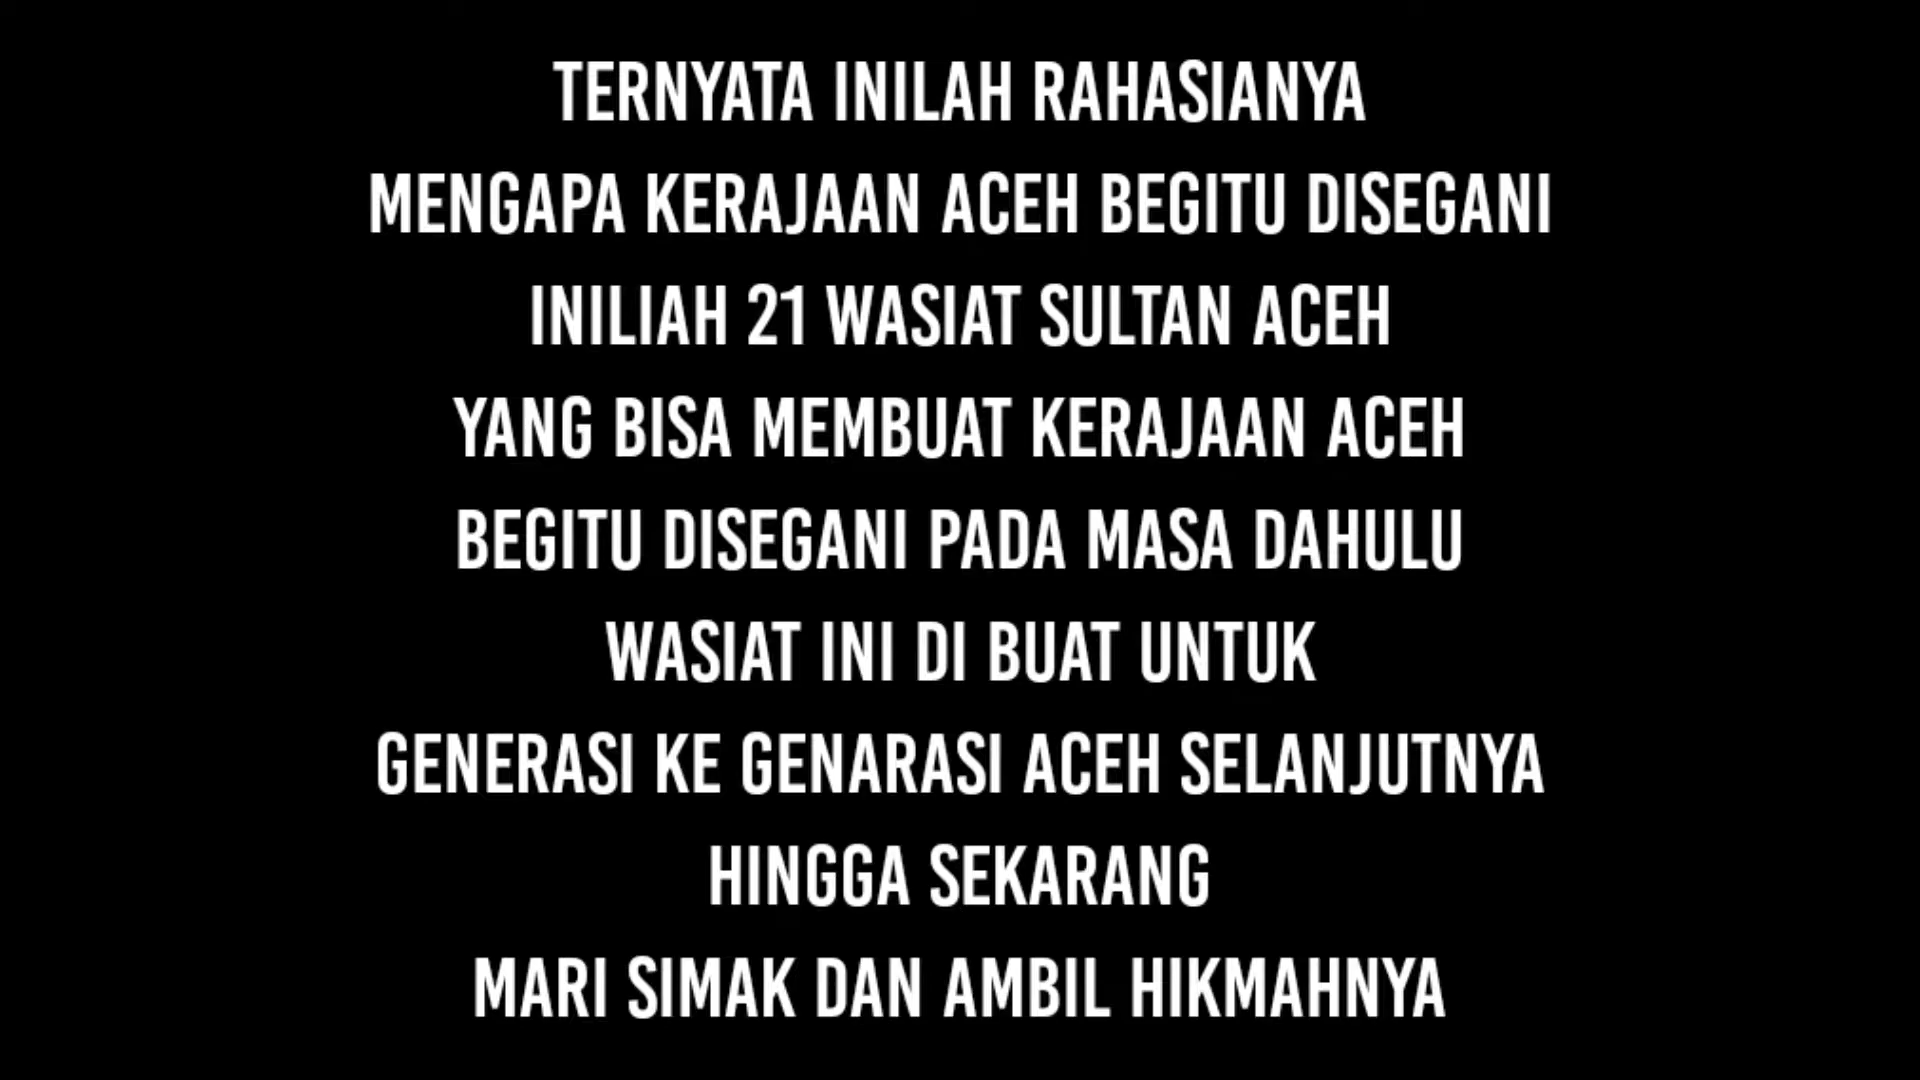 TERNYATA INILAH RAHASIANYA
MENGAPA KERAJAAN ACEH BEGITU DISEGANI
INILIAH 21 WASIAT SULTAN ACEH
YANG BISA MEMBUAT KERAJAAN ACEH
BEGITU DISEGANI PADA MASA DAHULU
WASIAT INI DI BUAT UNTUK
GENERASI KE GENARASI ACEH SELANJUTNYA
HINGGA SEKARANG
MARI SIMAK DAN AMBIL HIKMAHNYA